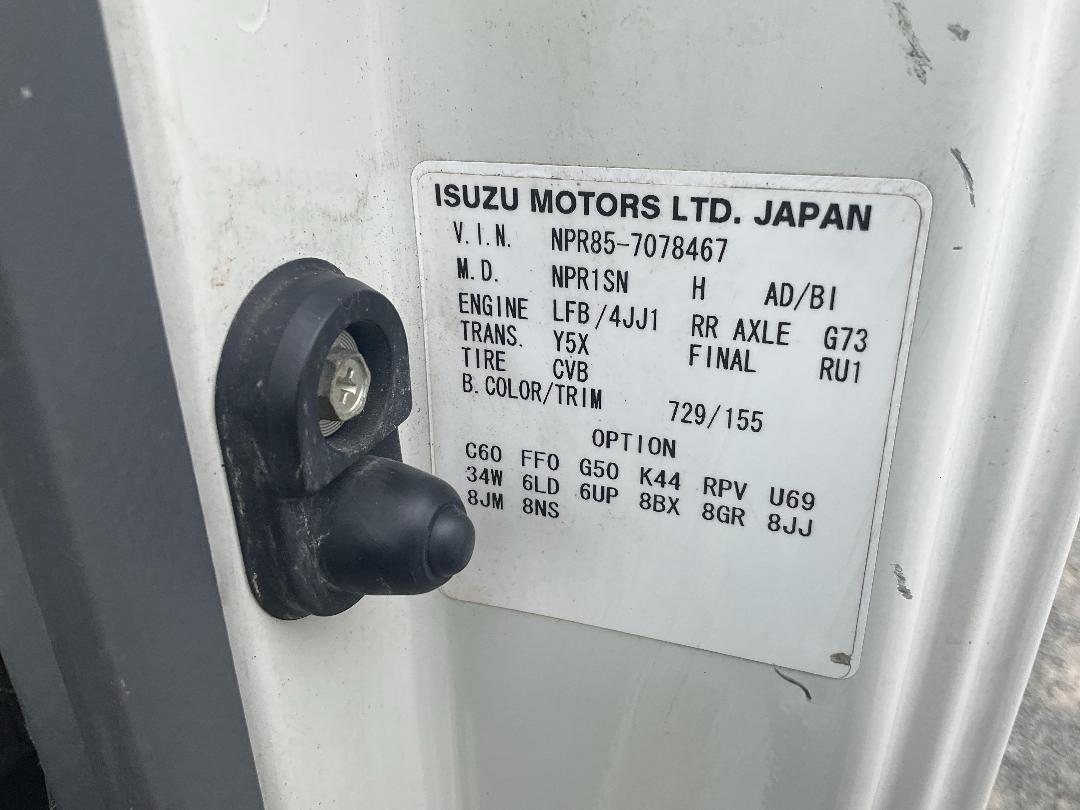 ISUZU MOTORS LTD. JAPAN
V.I.N. NPR85-7078467
M.D. NPR1SN H AD/BI
ENGINE LFB/4JJ1 RR AXLE G73
TRANS. Y5X FINAL RU1
TIRE CVB
B. COLOR/TRIM 729/155
OPTION
C60 FF0 G50 K44 RPV U69
34W 6LD 6UP 8BX 8GR 8JJ
8JM 8NS